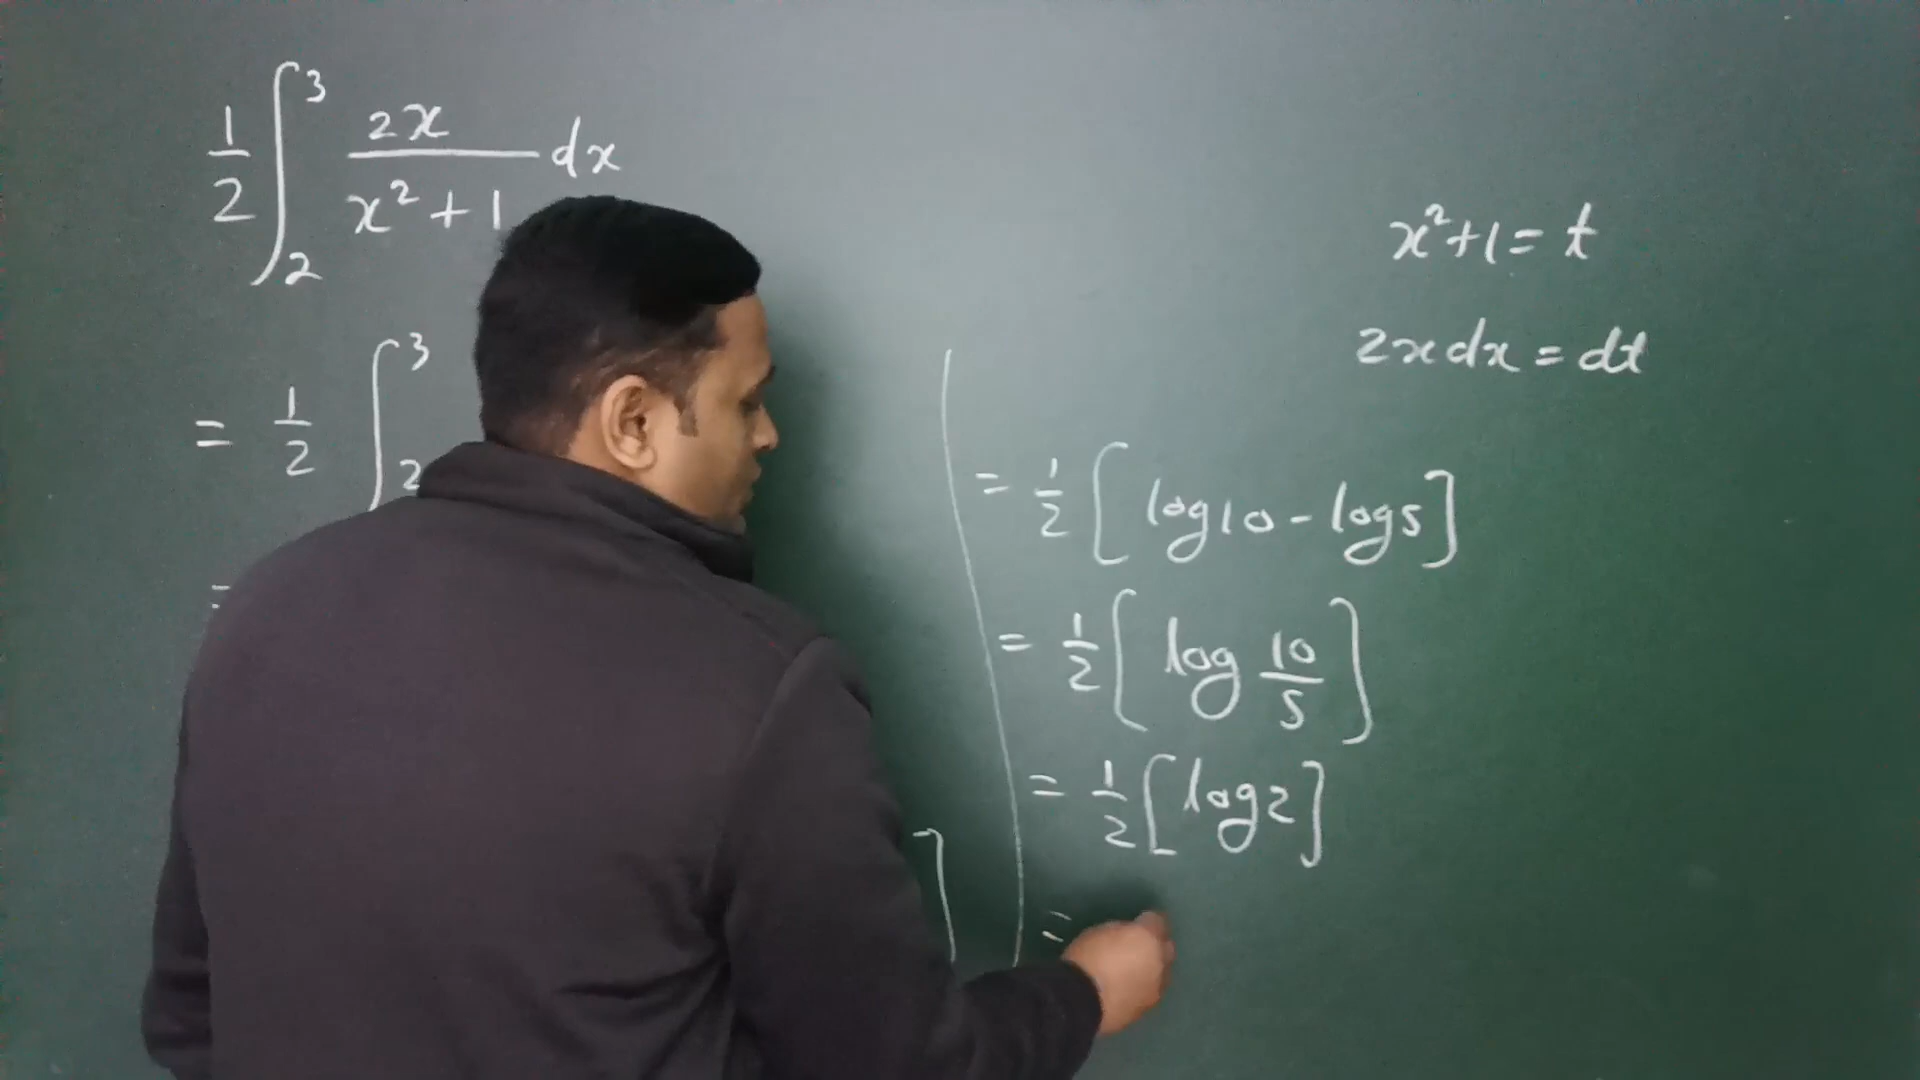 1/2 ∫₂³ 2x/(x²+1) dx
= 1/2 ∫₂³
=
]
x²+1 = t
2x dx = dt
= 1/2 [log10 - log5]
= 1/2 [log 10/5]
= 1/2 [log2]
=